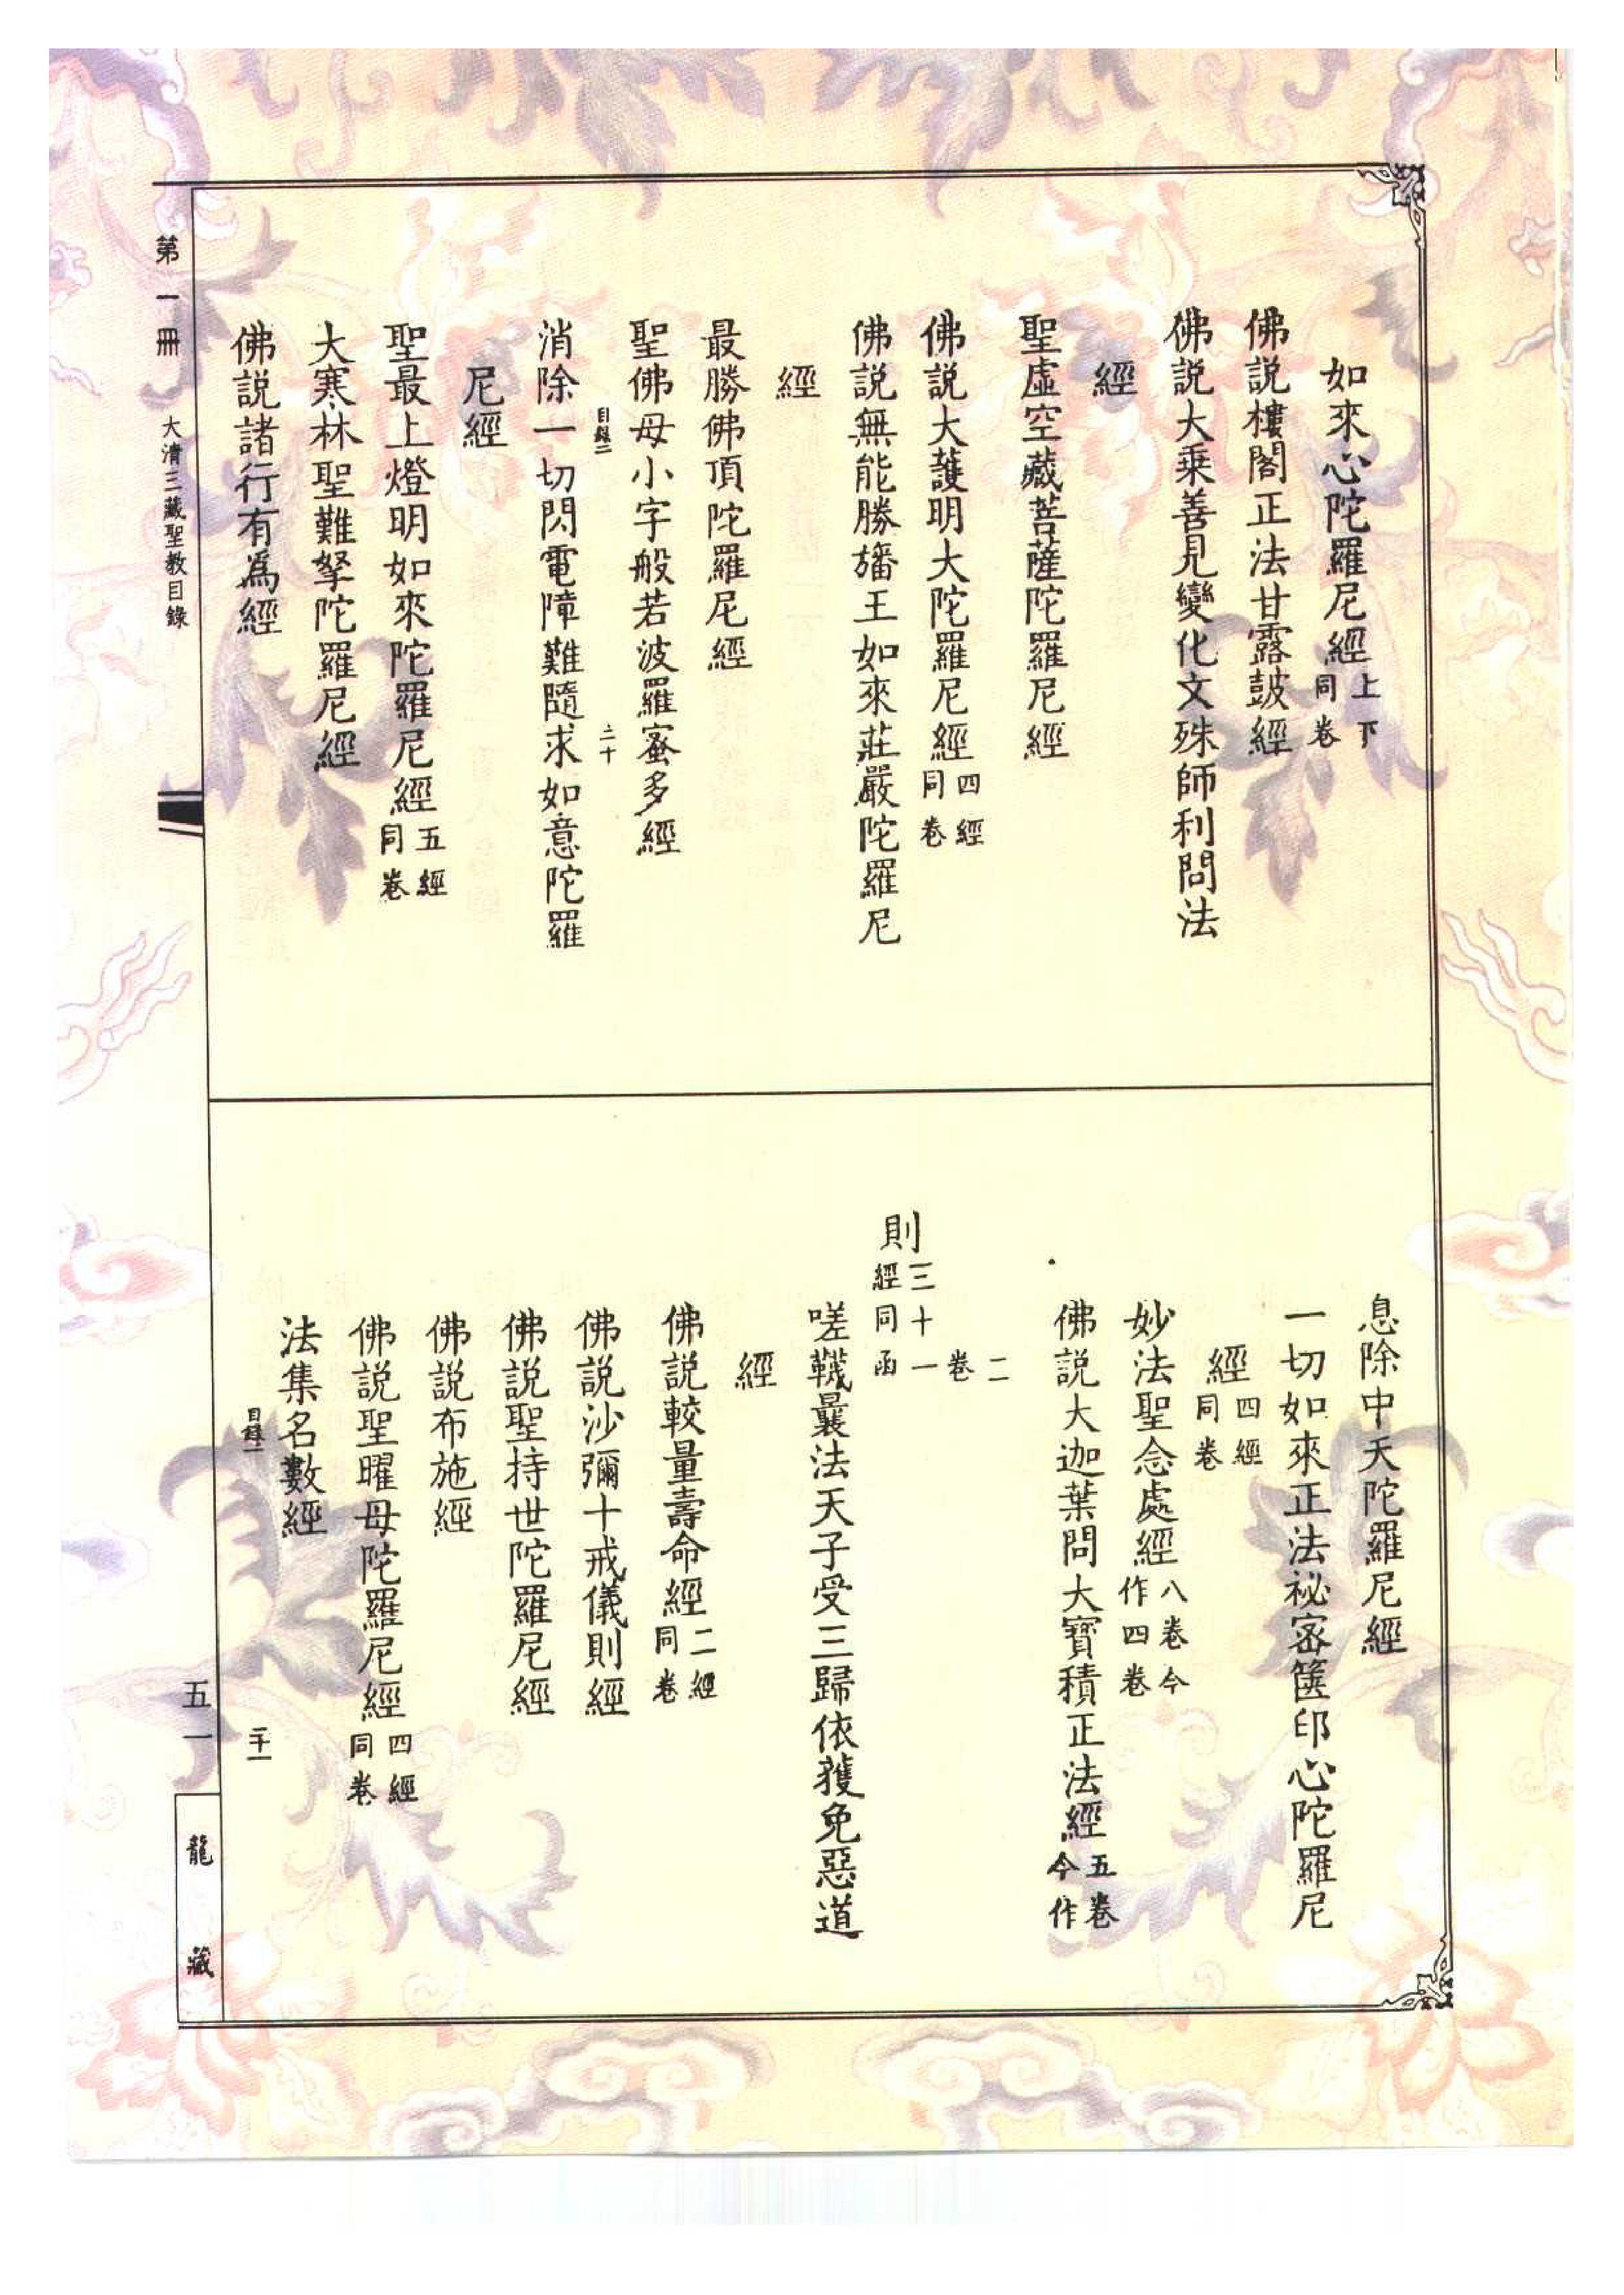 如來心陀羅尼經上下同卷
佛說樓閣正法甘露鼓經
佛說大乘善見變化文殊師利問法
經
聖虛空藏菩薩陀羅尼經
佛說大護明大陀羅尼經四經同卷
佛說無能勝旛王如來莊嚴陀羅尼
經
最勝佛頂陀羅尼經
聖佛母小字般若波羅蜜多經
目錄二 二十
消除一切閃電障難隨求如意陀羅
尼經
聖最上燈明如來陀羅尼經五經同卷
大寒林聖難拏陀羅尼經
佛說諸行有為經
息除中夭陀羅尼經
一切如來正法祕密篋印心陀羅尼
經四經同卷
妙法聖念處經八卷今作四卷
佛說大迦葉問大寶積正法經五卷今作
二卷
則三十一經同函
嗟韈曩法天子受三歸依獲免惡道
經
佛說較量壽命經二經同卷
佛說沙彌十戒儀則經
佛說聖持世陀羅尼經
佛說布施經
佛說聖曜母陀羅尼經四經同卷
法集名數經
二十一
第一冊 大清三藏聖教目錄
五一
龍藏